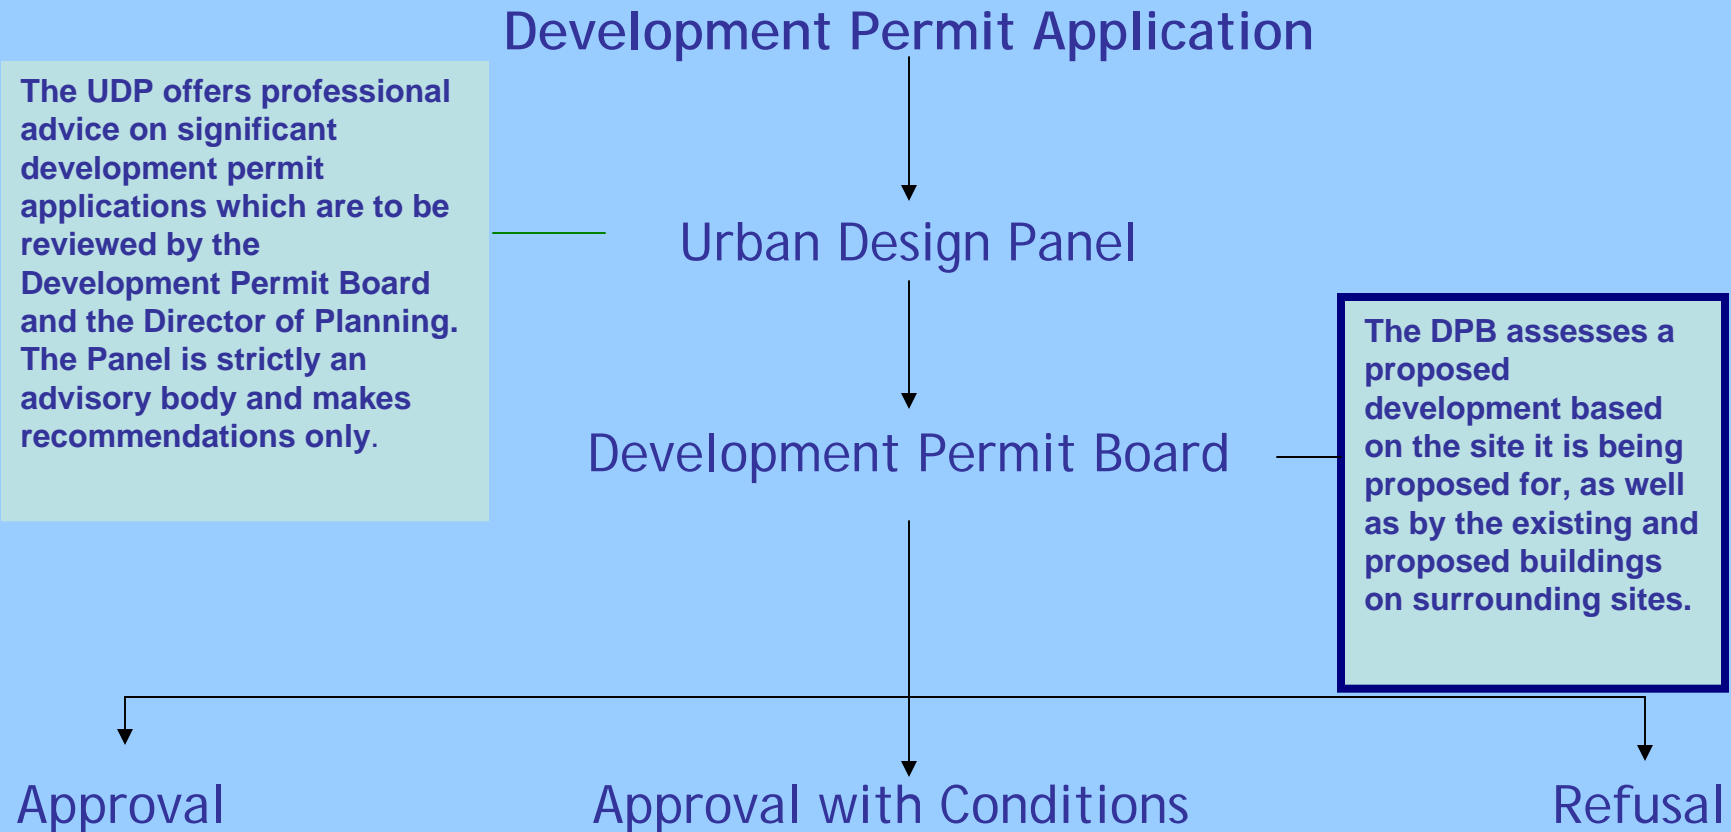 Development Permit Application
The UDP offers professional
advice on significant
development permit
applications which are to be
reviewed by the
Development Permit Board
and the Director of Planning.
The Panel is strictly an
advisory body and makes
recommendations only.
Urban Design Panel
Development Permit Board
The DPB assesses a
proposed
development based
on the site it is being
proposed for, as well
as by the existing and
proposed buildings
on surrounding sites.
Approval
Approval with Conditions
Refusal